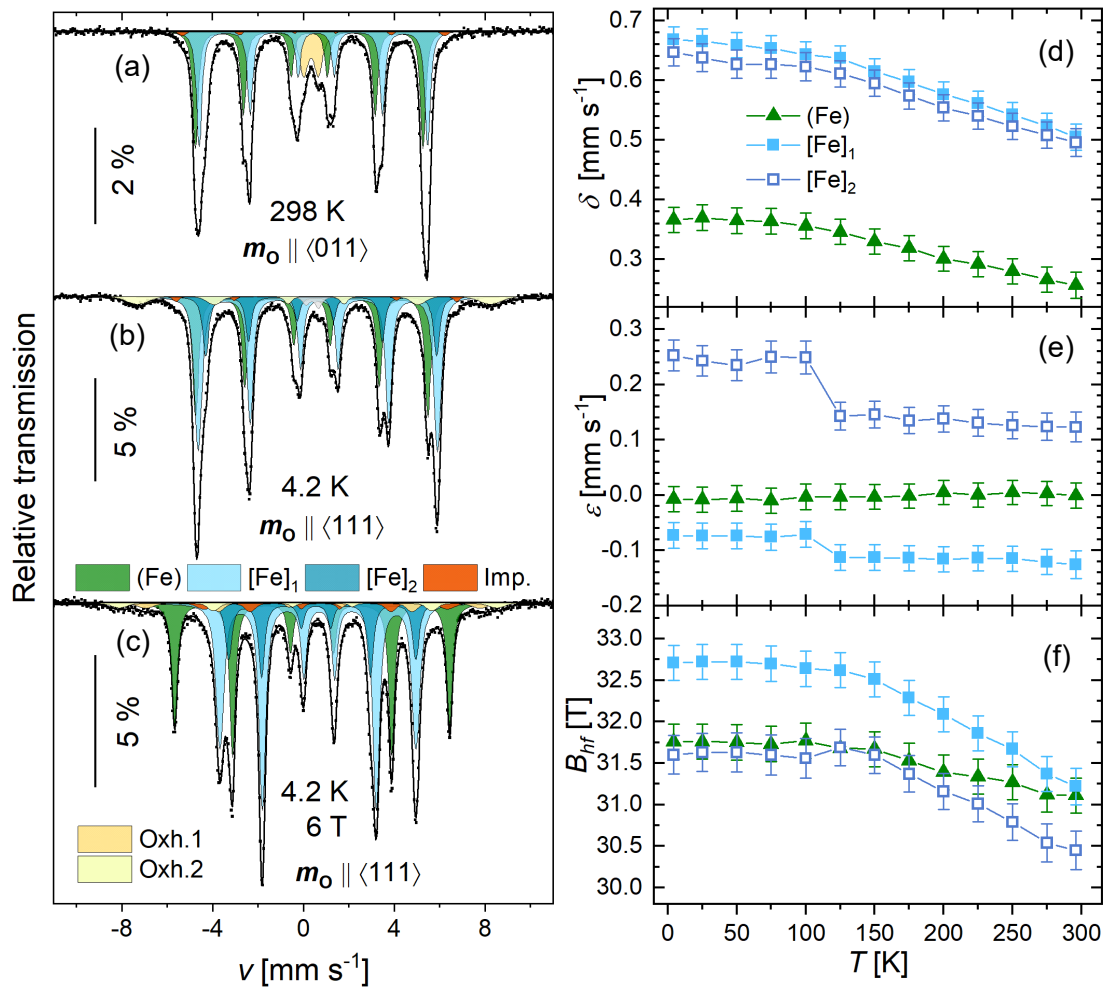 Relative transmission
(a)
2 %
298 K
m_O || ⟨011⟩
(b)
5 %
4.2 K
m_O || ⟨111⟩
(Fe) [Fe]₁ [Fe]₂ Imp.
(c)
5 %
4.2 K
6 T
m_O || ⟨111⟩
Oxh.1
Oxh.2
-8 -4 0 4 8
v [mm s⁻¹]
0.7
0.6
0.5
0.4
0.3
δ [mm s⁻¹]
(d)
(Fe)
[Fe]₁
[Fe]₂
0.3
0.2
0.1
0.0
-0.1
-0.2
ε [mm s⁻¹]
(e)
33.0
32.5
32.0
31.5
31.0
30.5
30.0
B_hf [T]
(f)
0 50 100 150 200 250 300
T [K]